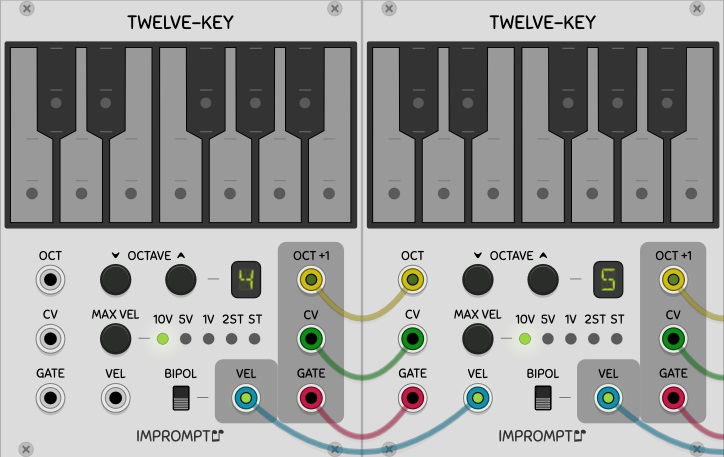 TWELVE-KEY TWELVE-KEY
OCT OCTAVE 4 OCT +1 OCT OCTAVE 5 OCT +1
CV MAX VEL 10V 5V 1V 2ST ST CV CV MAX VEL 10V 5V 1V 2ST ST CV
GATE VEL BIPOL VEL GATE GATE VEL BIPOL VEL GATE
IMPROMPTU IMPROMPTU